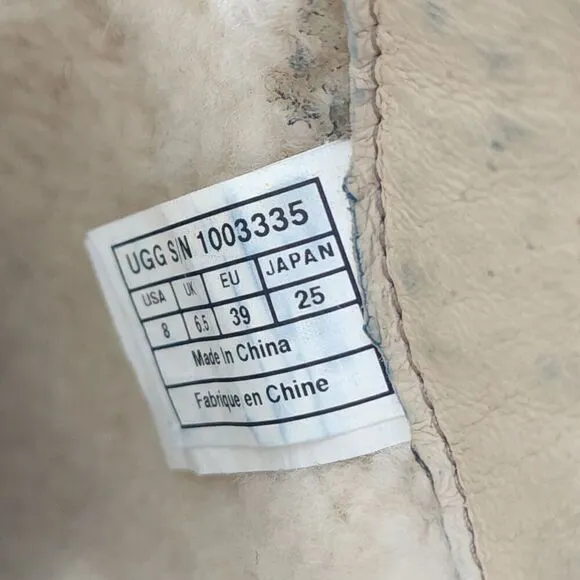 UGG S/N 1003335
USA UK EU JAPAN
8 6.5 39 25
Made In China
Fabrique en Chine